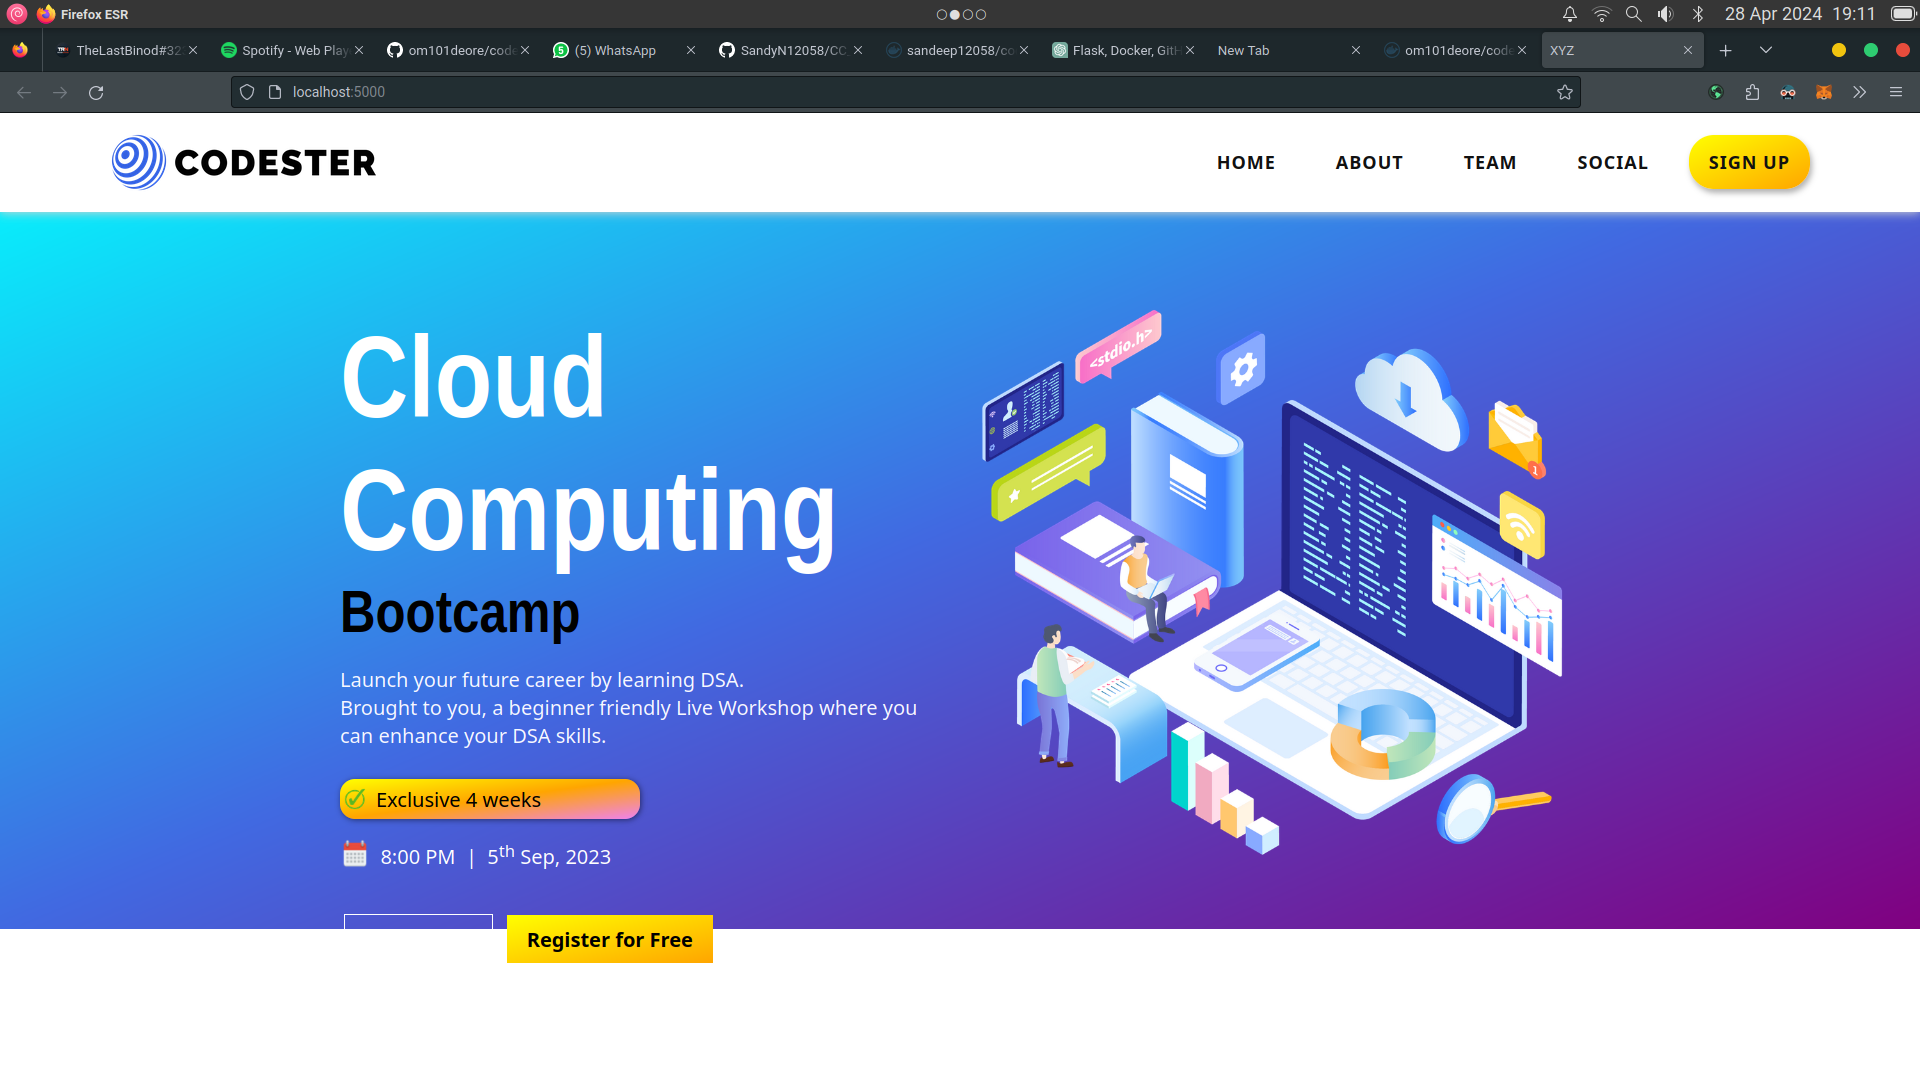 Firefox ESR
28 Apr 2024 19:11
TheLastBinod#32
Spotify - Web Play
om101deore/code
(5) WhatsApp
SandyN12058/CC
sandeep12058/co
Flask, Docker, GitH
New Tab
om101deore/code
XYZ
localhost:5000
CODESTER
HOME
ABOUT
TEAM
SOCIAL
SIGN UP
Cloud
Computing
Bootcamp
Launch your future career by learning DSA.
Brought to you, a beginner friendly Live Workshop where you
can enhance your DSA skills.
Exclusive 4 weeks
8:00 PM | 5th Sep, 2023
Register for Free
<stdio.h>
1